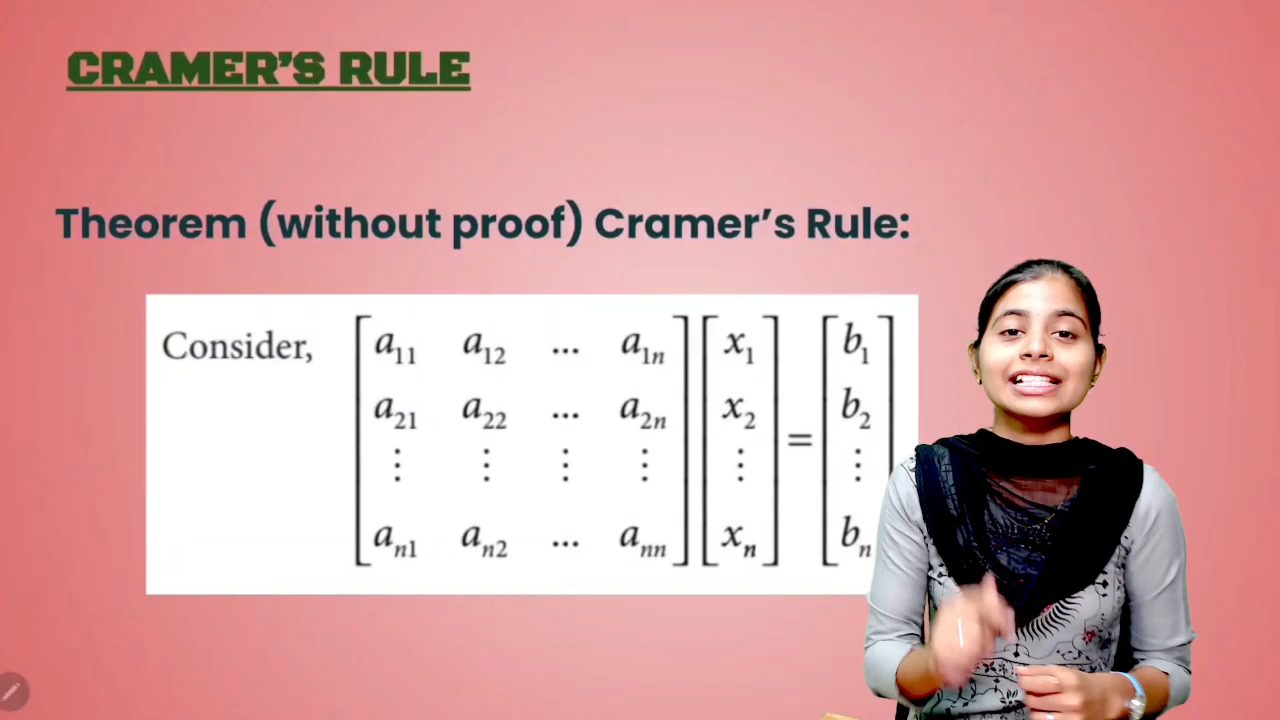 CRAMER'S RULE
Theorem (without proof) Cramer's Rule:
Consider, [a11 a12 ... a1n] [x1] [b1]
[a21 a22 ... a2n] [x2] = [b2]
[⋮ ⋮ ⋮ ⋮] [⋮] [⋮]
[an1 an2 ... ann] [xn] [bn